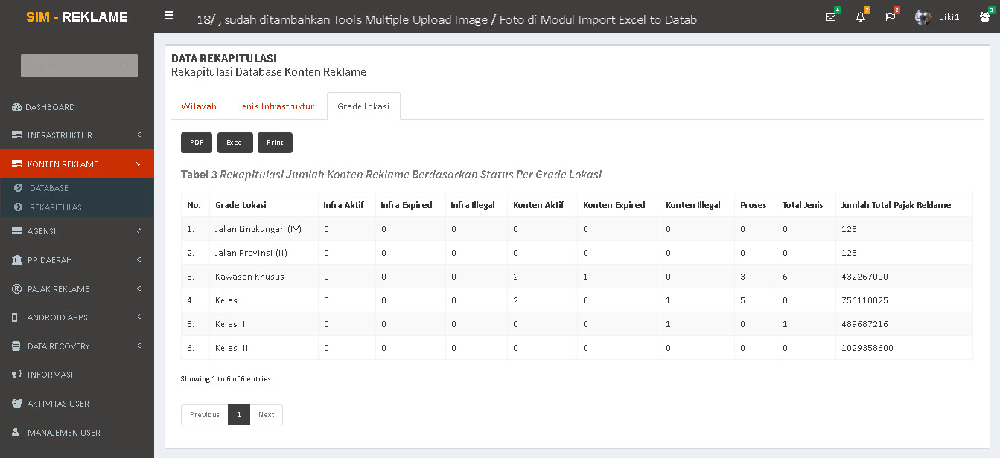 SIM - REKLAME
18/ , sudah ditambahkan Tools Multiple Upload Image / Foto di Modul Import Excel to Datab
4
7
3
diki1
3
DASHBOARD
INFRASTRUKTUR
KONTEN REKLAME
DATABASE
REKAPITULASI
AGENSI
PP DAERAH
PAJAK REKLAME
ANDROID APPS
DATA RECOVERY
INFORMASI
AKTIVITAS USER
MANAJEMEN USER
DATA REKAPITULASI
Rekapitulasi Database Konten Reklame
Wilayah Jenis Infrastruktur Grade Lokasi
PDF Excel Print
Tabel 3 Rekapitulasi Jumlah Konten Reklame Berdasarkan Status Per Grade Lokasi
No. Grade Lokasi Infra Aktif Infra Expired Infra Illegal Konten Aktif Konten Expired Konten Illegal Proses Total Jenis Jumlah Total Pajak Reklame
1. Jalan Lingkungan (IV) 0 0 0 0 0 0 0 0 123
2. Jalan Provinsi (II) 0 0 0 0 0 0 0 0 123
3. Kawasan Khusus 0 0 0 2 1 0 3 6 432267000
4. Kelas I 0 0 0 2 0 1 5 8 756118025
5. Kelas II 0 0 0 0 0 1 0 1 489687216
6. Kelas III 0 0 0 0 0 0 0 0 1029358600
Showing 1 to 6 of 6 entries
Previous 1 Next